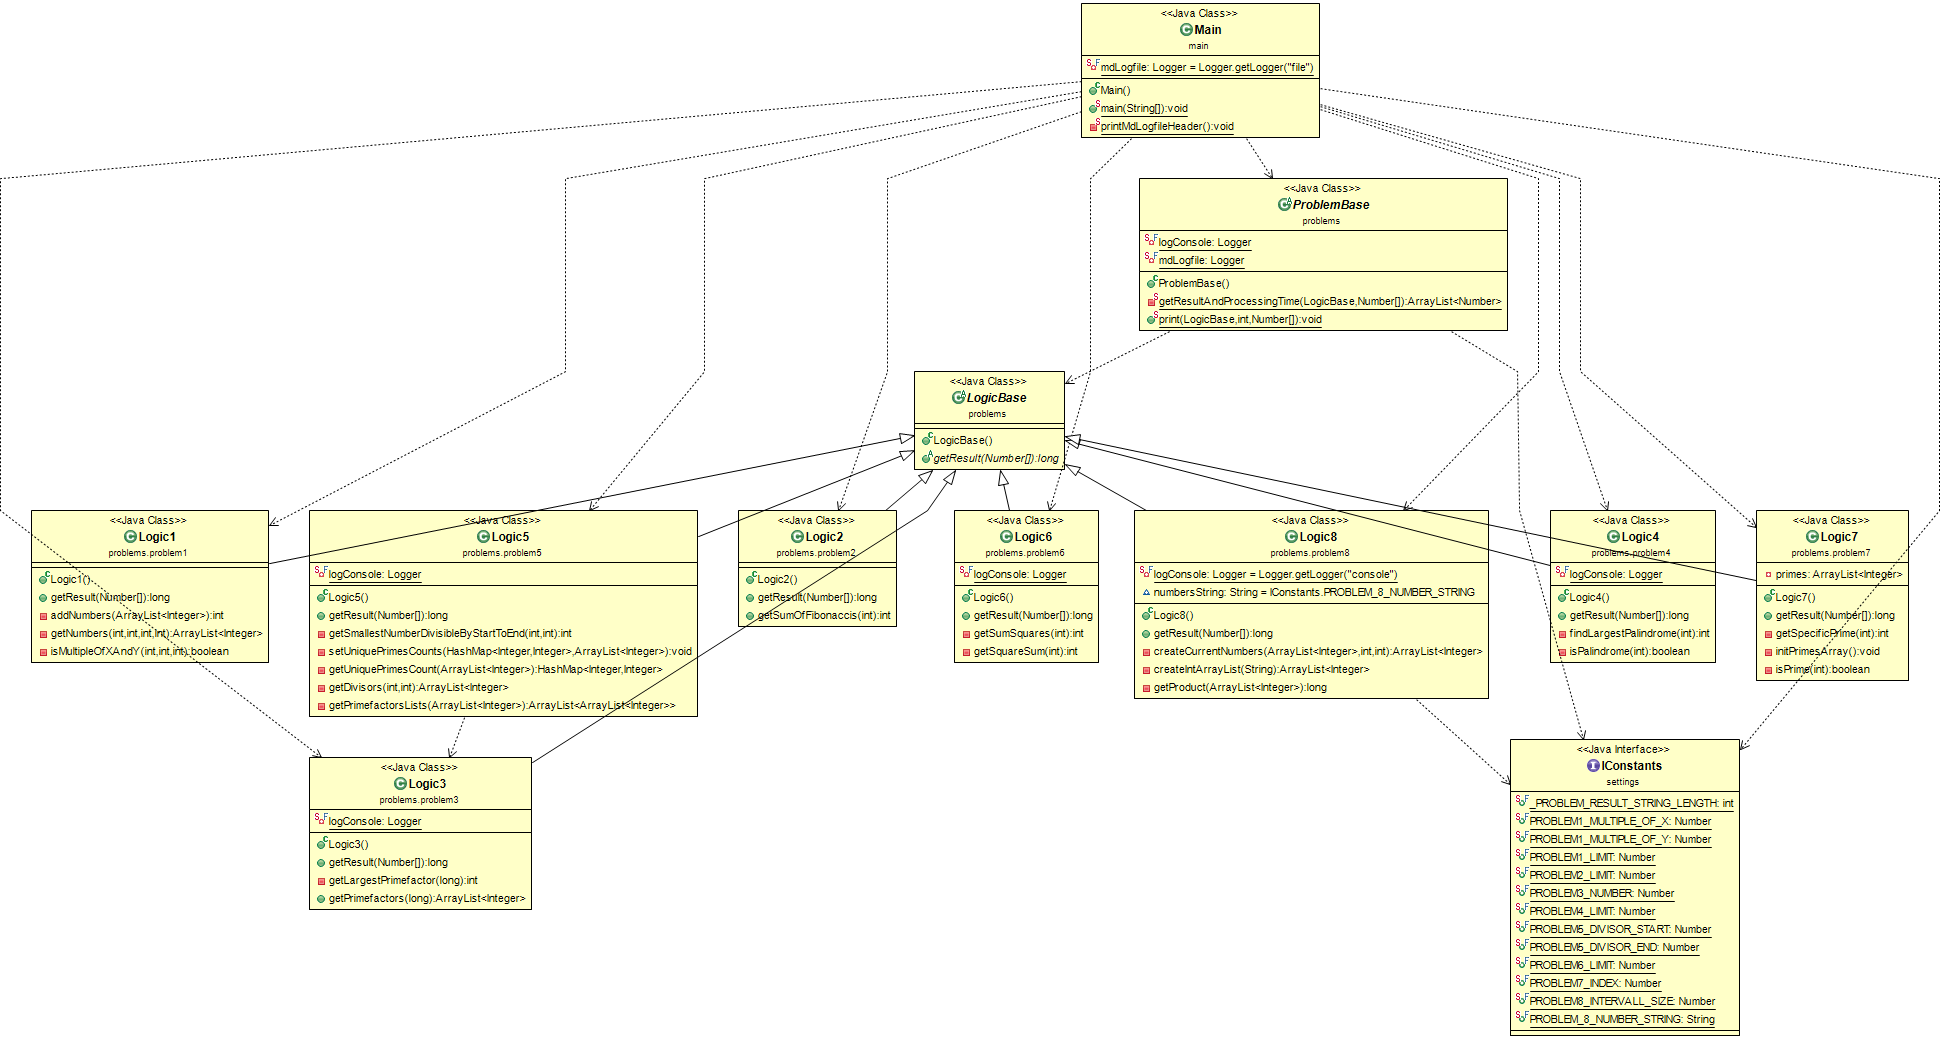 <<Java Class>>
Main
main
mdLogfile: Logger = Logger.getLogger("file")
Main()
main(String[]):void
printMdLogfileHeader():void
<<Java Class>>
ProblemBase
problems
logConsole: Logger
mdLogfile: Logger
ProblemBase()
getResultAndProcessingTime(LogicBase,Number[]):ArrayList<Number>
print(LogicBase,int,Number[]):void
<<Java Class>>
LogicBase
problems
LogicBase()
getResult(Number[]):long
<<Java Class>>
Logic1
problems.problem1
Logic1()
getResult(Number[]):long
addNumbers(ArrayList<Integer>):int
getNumbers(int,int,int,int):ArrayList<Integer>
isMultipleOfXAndY(int,int,int):boolean
<<Java Class>>
Logic5
problems.problem5
logConsole: Logger
Logic5()
getResult(Number[]):long
getSmallestNumberDivisibleByStartToEnd(int,int):int
setUniquePrimesCounts(HashMap<Integer,Integer>,ArrayList<Integer>):void
getUniquePrimesCount(ArrayList<Integer>):HashMap<Integer,Integer>
getDivisors(int,int):ArrayList<Integer>
getPrimefactorsLists(ArrayList<Integer>):ArrayList<ArrayList<Integer>>
<<Java Class>>
Logic2
problems.problem2
Logic2()
getResult(Number[]):long
getSumOfFibonaccis(int):int
<<Java Class>>
Logic6
problems.problem6
logConsole: Logger
Logic6()
getResult(Number[]):long
getSumSquares(int):int
getSquareSum(int):int
<<Java Class>>
Logic8
problems.problem8
logConsole: Logger = Logger.getLogger("console")
numbersString: String = IConstants.PROBLEM_8_NUMBER_STRING
Logic8()
getResult(Number[]):long
createCurrentNumbers(ArrayList<Integer>,int,int):ArrayList<Integer>
createIntArrayList(String):ArrayList<Integer>
getProduct(ArrayList<Integer>):long
<<Java Class>>
Logic4
problems.problem4
logConsole: Logger
Logic4()
getResult(Number[]):long
findLargestPalindrome(int):int
isPalindrome(int):boolean
<<Java Class>>
Logic7
problems.problem7
primes: ArrayList<Integer>
Logic7()
getResult(Number[]):long
getSpecificPrime(int):int
initPrimesArray():void
isPrime(int):boolean
<<Java Class>>
Logic3
problems.problem3
logConsole: Logger
Logic3()
getResult(Number[]):long
getLargestPrimefactor(long):int
getPrimefactors(long):ArrayList<Integer>
<<Java Interface>>
IConstants
settings
_PROBLEM_RESULT_STRING_LENGTH: int
PROBLEM1_MULTIPLE_OF_X: Number
PROBLEM1_MULTIPLE_OF_Y: Number
PROBLEM1_LIMIT: Number
PROBLEM2_LIMIT: Number
PROBLEM3_NUMBER: Number
PROBLEM4_LIMIT: Number
PROBLEM5_DIVISOR_START: Number
PROBLEM5_DIVISOR_END: Number
PROBLEM6_LIMIT: Number
PROBLEM7_INDEX: Number
PROBLEM8_INTERVALL_SIZE: Number
PROBLEM_8_NUMBER_STRING: String